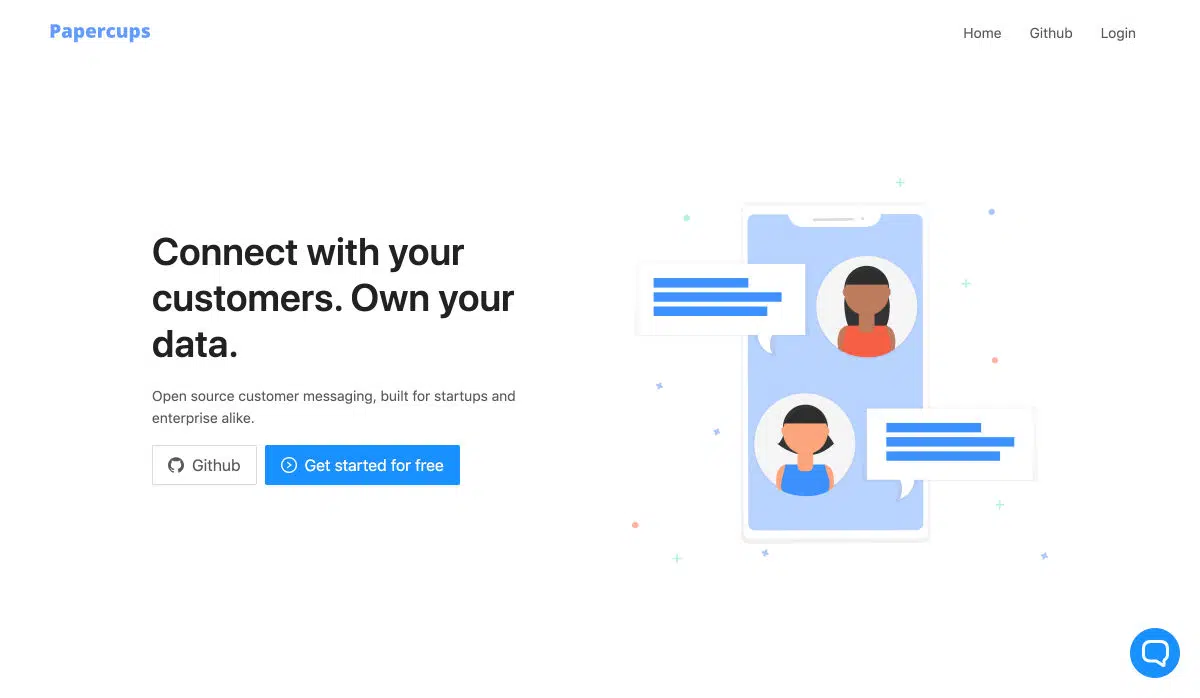 Papercups
Home
Github
Login
Connect with your
customers. Own your
data.
Open source customer messaging, built for startups and
enterprise alike.
Github
Get started for free